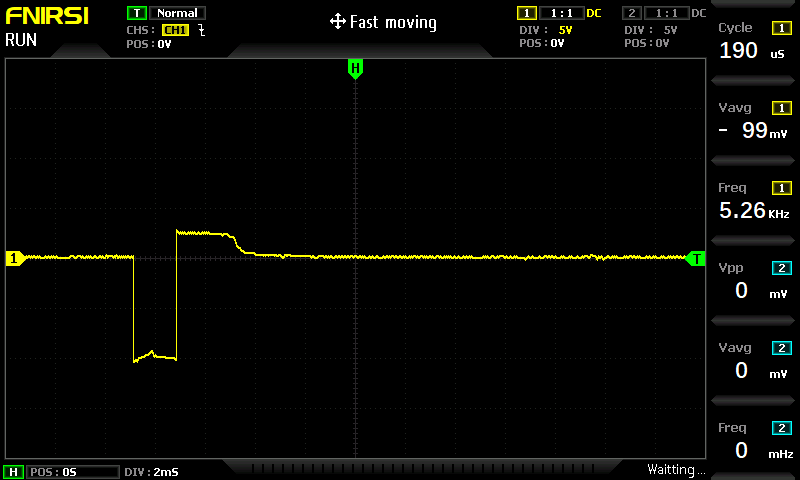 FNIRSI
RUN
T Normal
CHS: CH1
POS: 0V
Fast moving
1 1:1 DC
DIV: 5V
POS: 0V
2 1:1 DC
DIV: 5V
POS: 0V
H
1
T
Cycle 1
190 uS
Vavg 1
- 99 mV
Freq 1
5.26 KHz
Vpp 2
0 mV
Vavg 2
0 mV
Freq 2
0 mHz
H POS: 0S DIV: 2mS
Waitting...